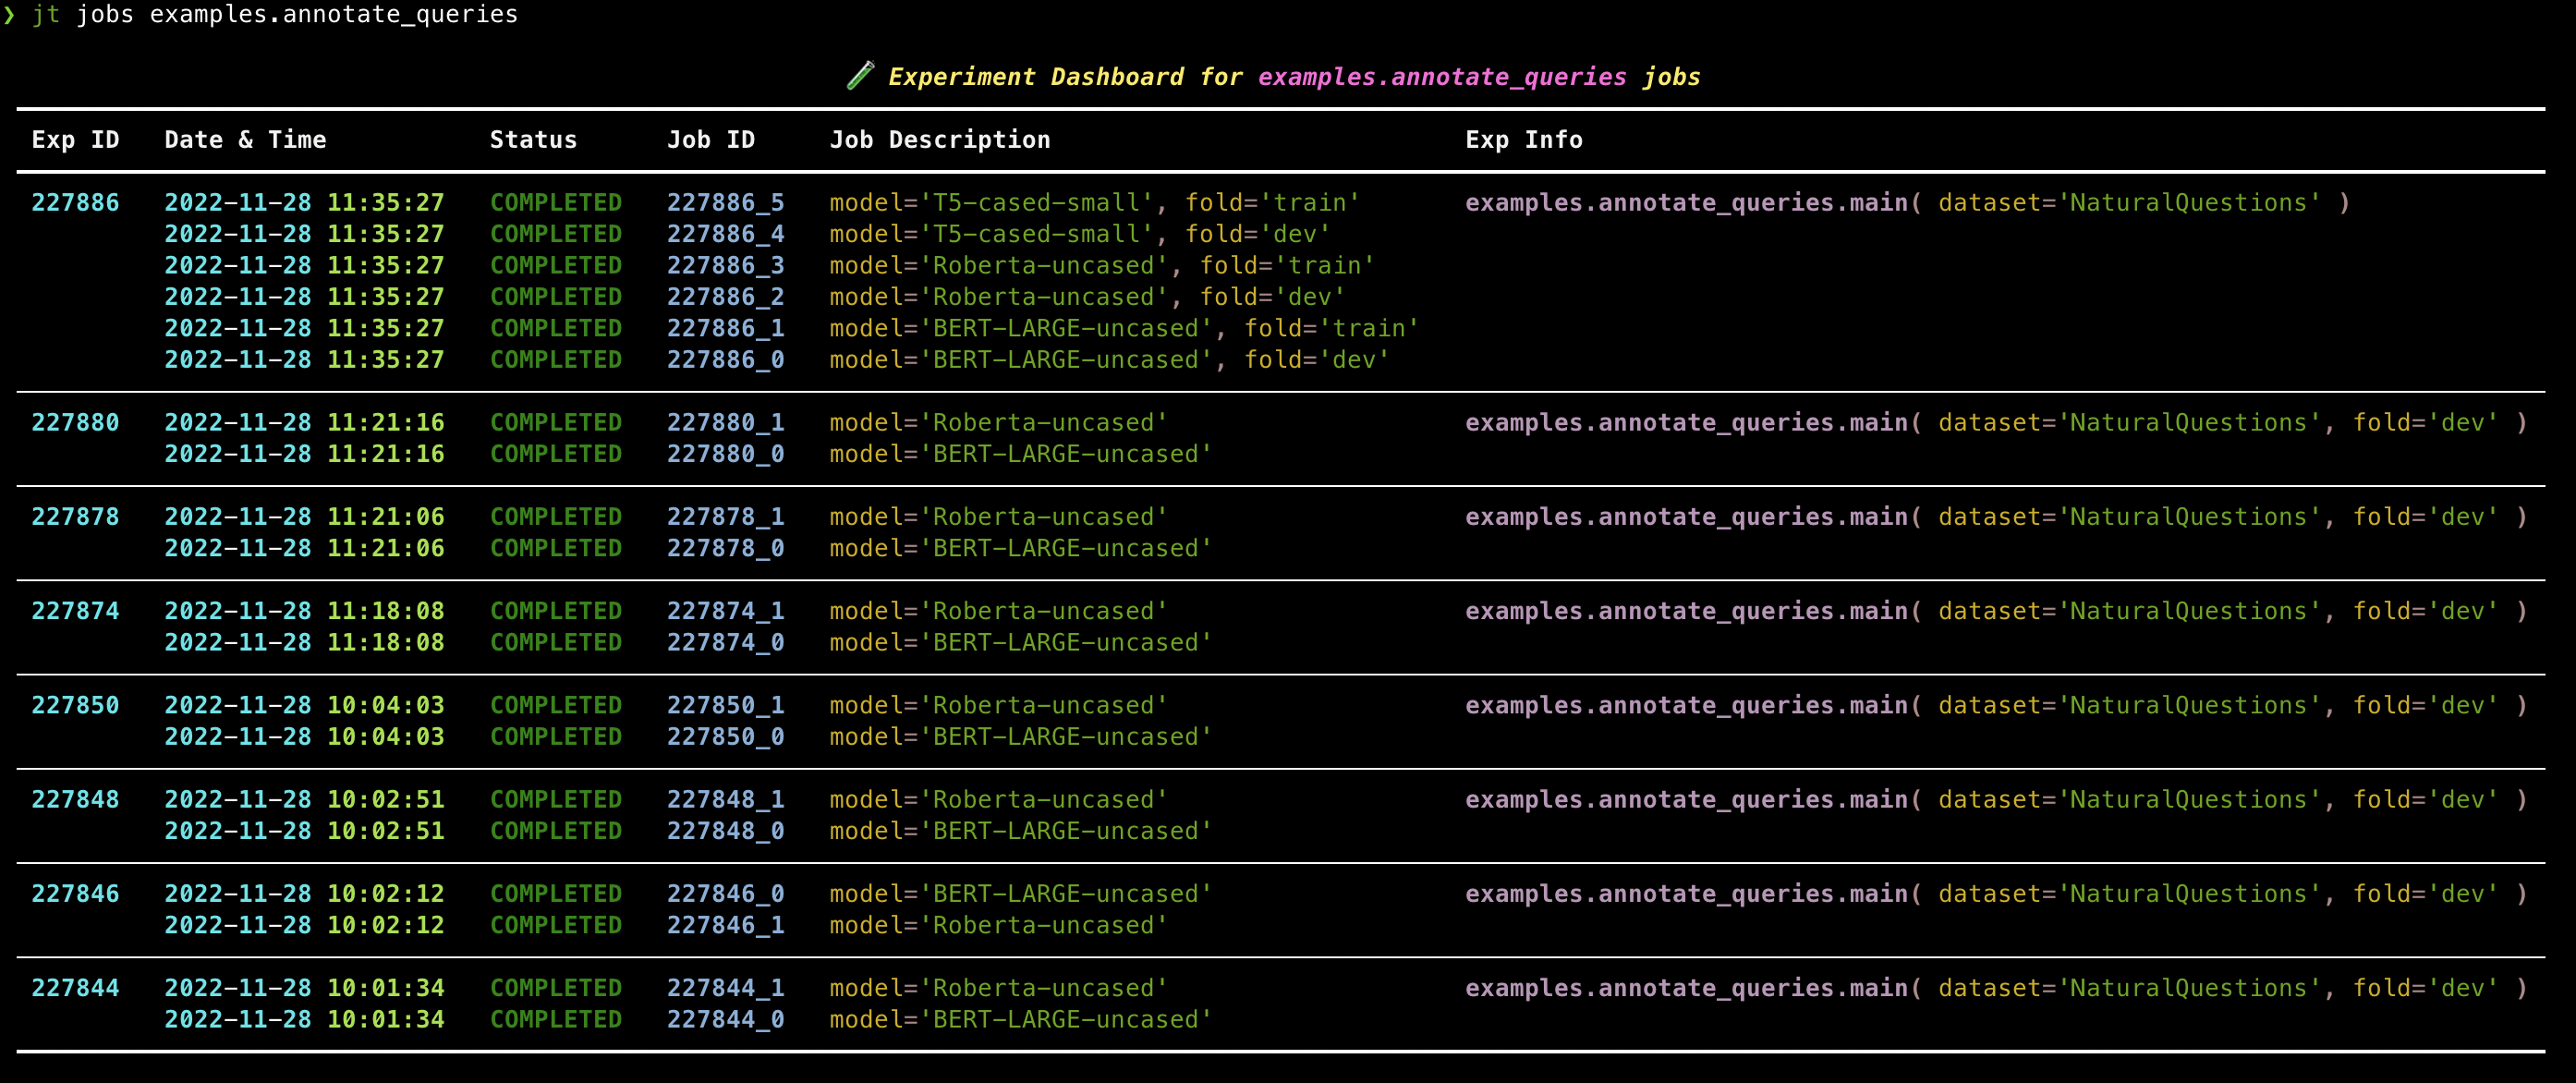 ❯ jt jobs examples.annotate_queries
🧪 Experiment Dashboard for examples.annotate_queries jobs
Exp ID Date & Time Status Job ID Job Description Exp Info
227886 2022-11-28 11:35:27 COMPLETED 227886_5 model='T5-cased-small', fold='train' examples.annotate_queries.main( dataset='NaturalQuestions' )
2022-11-28 11:35:27 COMPLETED 227886_4 model='T5-cased-small', fold='dev'
2022-11-28 11:35:27 COMPLETED 227886_3 model='Roberta-uncased', fold='train'
2022-11-28 11:35:27 COMPLETED 227886_2 model='Roberta-uncased', fold='dev'
2022-11-28 11:35:27 COMPLETED 227886_1 model='BERT-LARGE-uncased', fold='train'
2022-11-28 11:35:27 COMPLETED 227886_0 model='BERT-LARGE-uncased', fold='dev'
227880 2022-11-28 11:21:16 COMPLETED 227880_1 model='Roberta-uncased' examples.annotate_queries.main( dataset='NaturalQuestions', fold='dev' )
2022-11-28 11:21:16 COMPLETED 227880_0 model='BERT-LARGE-uncased'
227878 2022-11-28 11:21:06 COMPLETED 227878_1 model='Roberta-uncased' examples.annotate_queries.main( dataset='NaturalQuestions', fold='dev' )
2022-11-28 11:21:06 COMPLETED 227878_0 model='BERT-LARGE-uncased'
227874 2022-11-28 11:18:08 COMPLETED 227874_1 model='Roberta-uncased' examples.annotate_queries.main( dataset='NaturalQuestions', fold='dev' )
2022-11-28 11:18:08 COMPLETED 227874_0 model='BERT-LARGE-uncased'
227850 2022-11-28 10:04:03 COMPLETED 227850_1 model='Roberta-uncased' examples.annotate_queries.main( dataset='NaturalQuestions', fold='dev' )
2022-11-28 10:04:03 COMPLETED 227850_0 model='BERT-LARGE-uncased'
227848 2022-11-28 10:02:51 COMPLETED 227848_1 model='Roberta-uncased' examples.annotate_queries.main( dataset='NaturalQuestions', fold='dev' )
2022-11-28 10:02:51 COMPLETED 227848_0 model='BERT-LARGE-uncased'
227846 2022-11-28 10:02:12 COMPLETED 227846_0 model='BERT-LARGE-uncased' examples.annotate_queries.main( dataset='NaturalQuestions', fold='dev' )
2022-11-28 10:02:12 COMPLETED 227846_1 model='Roberta-uncased'
227844 2022-11-28 10:01:34 COMPLETED 227844_1 model='Roberta-uncased' examples.annotate_queries.main( dataset='NaturalQuestions', fold='dev' )
2022-11-28 10:01:34 COMPLETED 227844_0 model='BERT-LARGE-uncased'